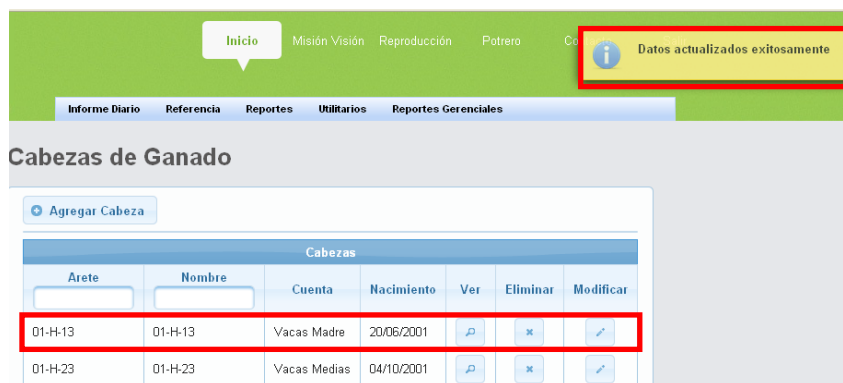 Inicio Misión Visión Reproducción Potrero
Datos actualizados exitosamente
Informe Diario Referencia Reportes Utilitarios Reportes Gerenciales
Cabezas de Ganado
Agregar Cabeza
Cabezas
Arete Nombre Cuenta Nacimiento Ver Eliminar Modificar
01-H-13 01-H-13 Vacas Madre 20/06/2001
01-H-23 01-H-23 Vacas Medias 04/10/2001